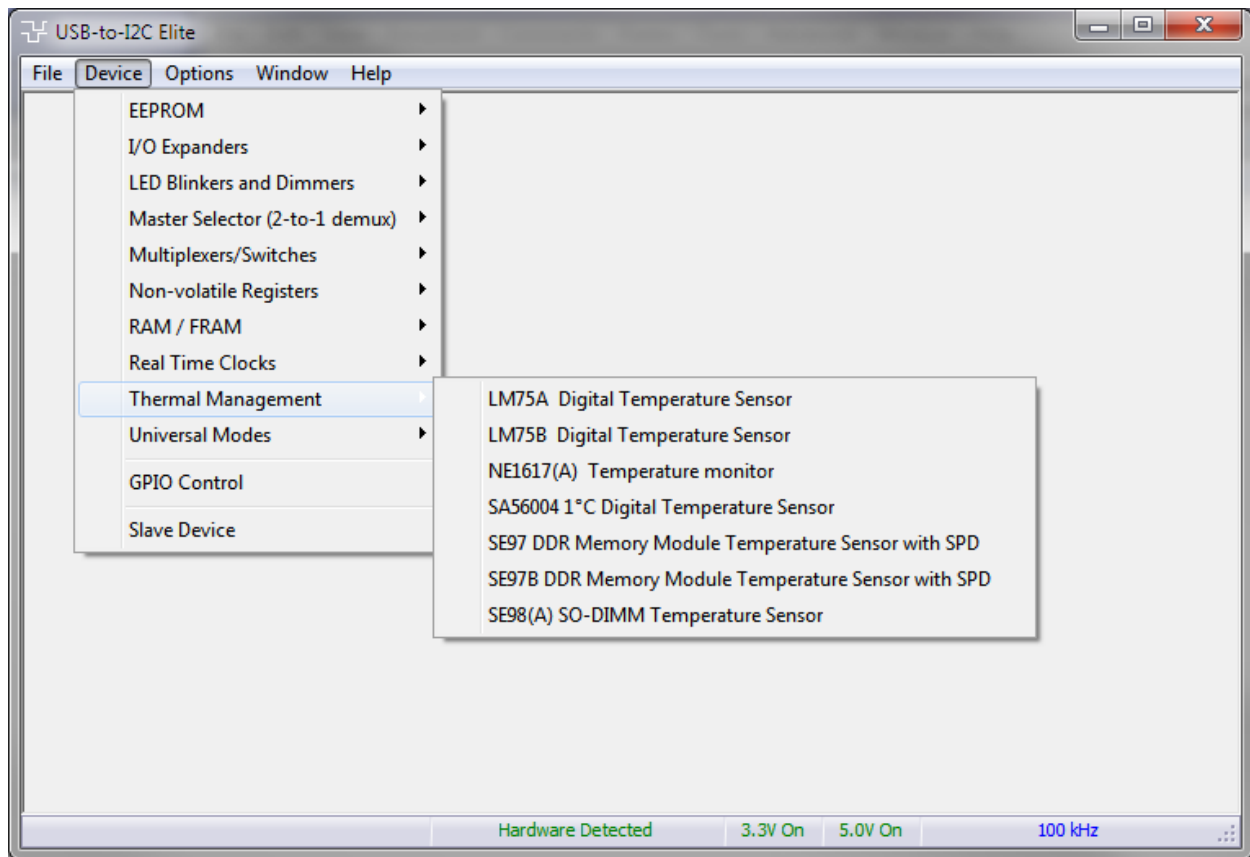 USB-to-I2C Elite
File Device Options Window Help
EEPROM
I/O Expanders
LED Blinkers and Dimmers
Master Selector (2-to-1 demux)
Multiplexers/Switches
Non-volatile Registers
RAM / FRAM
Real Time Clocks
Thermal Management
Universal Modes
GPIO Control
Slave Device
LM75A Digital Temperature Sensor
LM75B Digital Temperature Sensor
NE1617(A) Temperature monitor
SA56004 1°C Digital Temperature Sensor
SE97 DDR Memory Module Temperature Sensor with SPD
SE97B DDR Memory Module Temperature Sensor with SPD
SE98(A) SO-DIMM Temperature Sensor
Hardware Detected 3.3V On 5.0V On 100 kHz